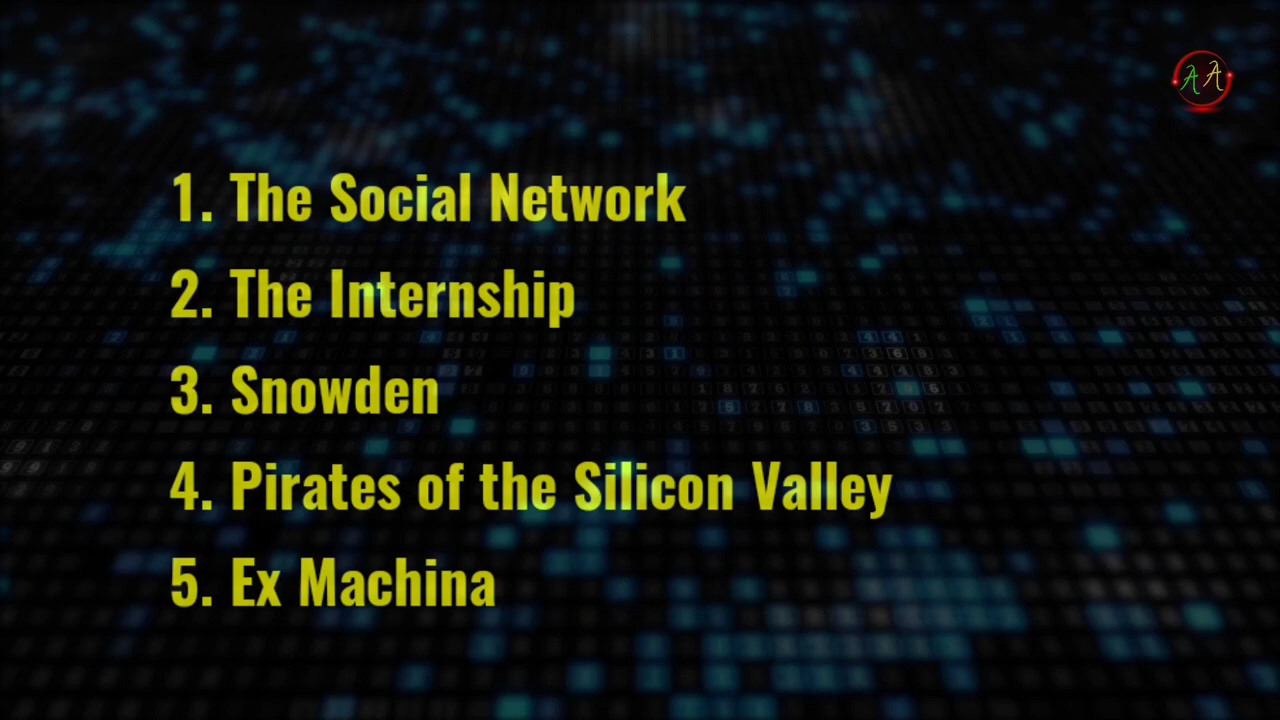 A A
1. The Social Network
2. The Internship
3. Snowden
4. Pirates of the Silicon Valley
5. Ex Machina